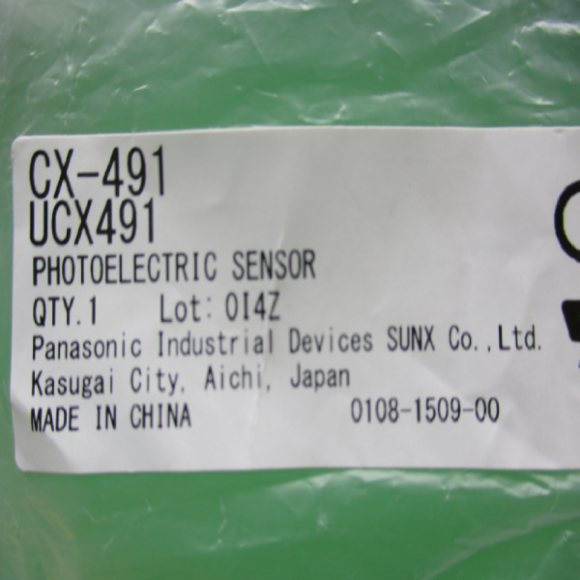 CX-491
UCX491
PHOTOELECTRIC SENSOR
QTY.1 Lot: 0I4Z
Panasonic Industrial Devices SUNX Co.,Ltd.
Kasugai City, Aichi, Japan
MADE IN CHINA 0108-1509-00